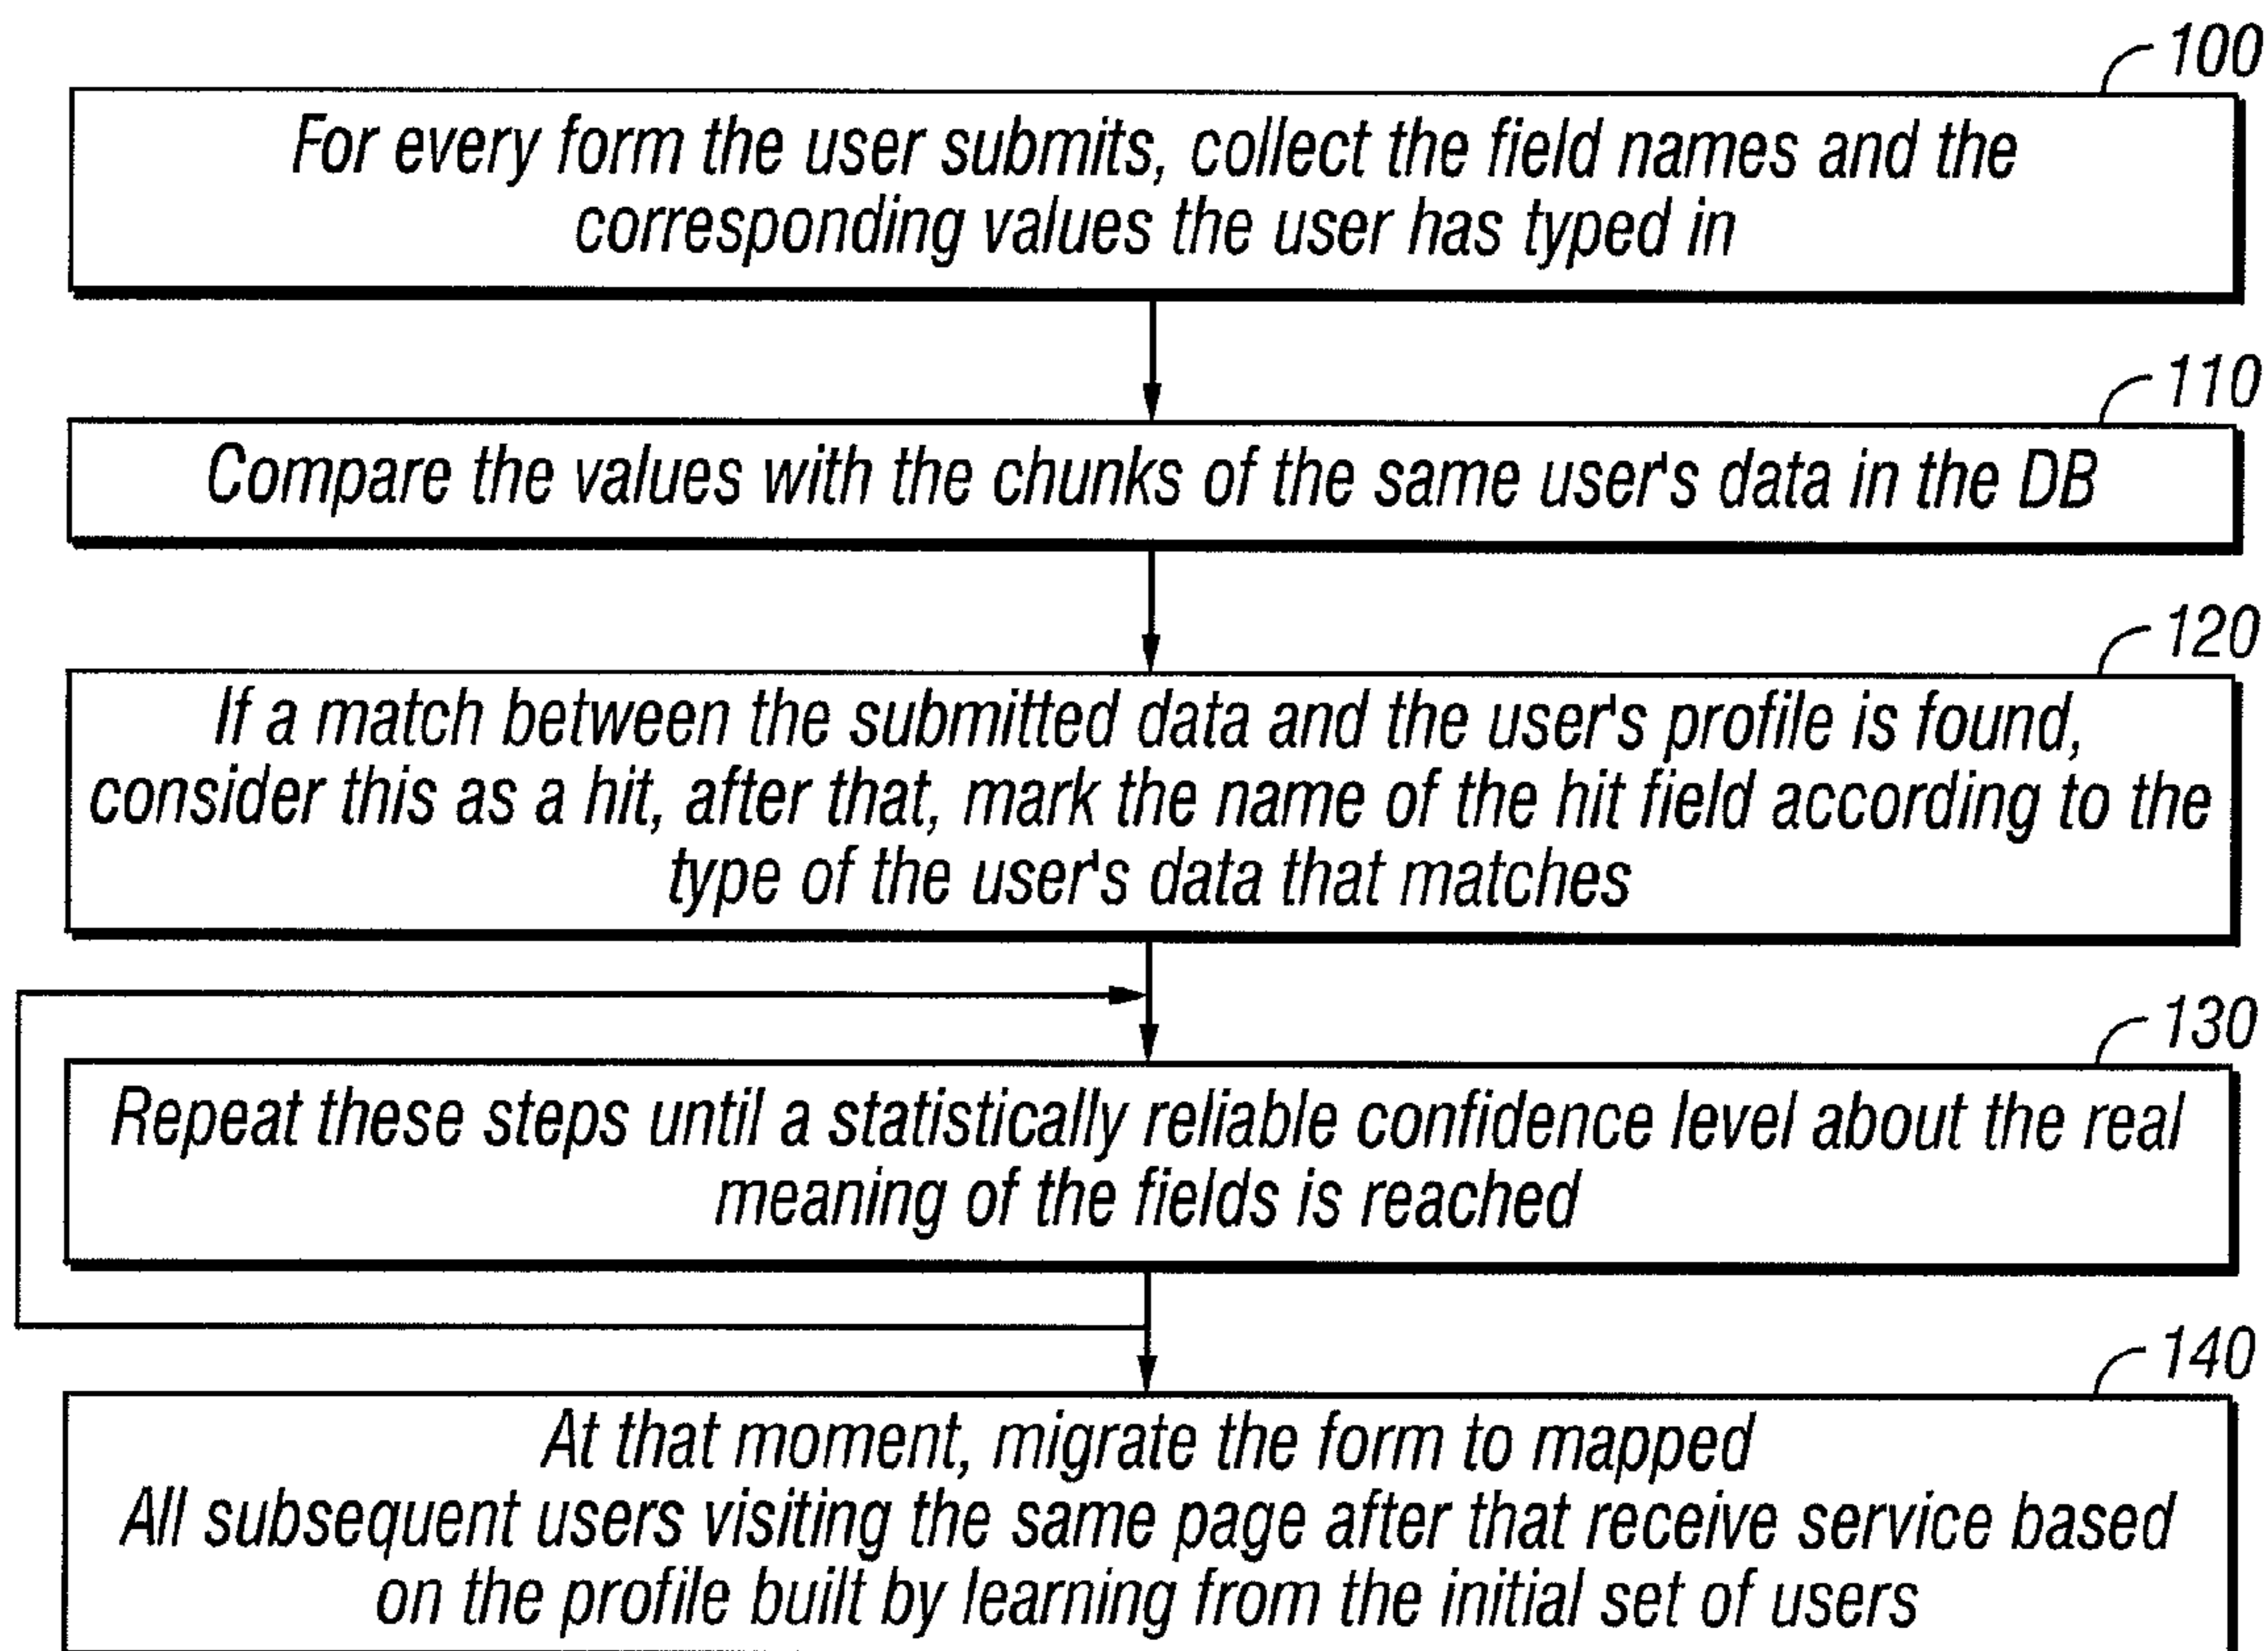 100
For every form the user submits, collect the field names and the
corresponding values the user has typed in
110
Compare the values with the chunks of the same user's data in the DB
120
If a match between the submitted data and the user's profile is found,
consider this as a hit, after that, mark the name of the hit field according to the
type of the user's data that matches
130
Repeat these steps until a statistically reliable confidence level about the real
meaning of the fields is reached
140
At that moment, migrate the form to mapped
All subsequent users visiting the same page after that receive service based
on the profile built by learning from the initial set of users